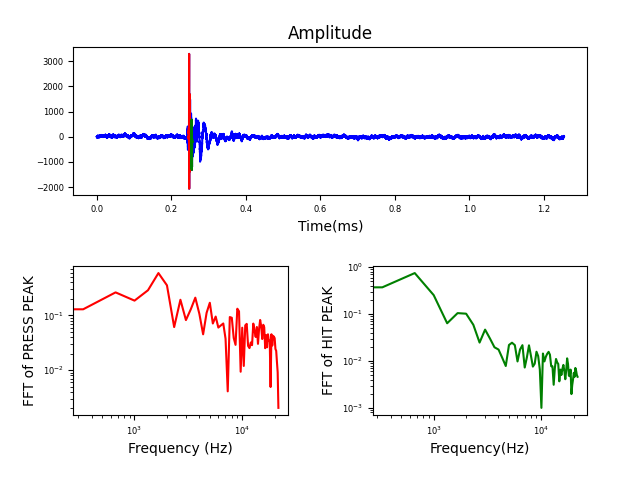 Amplitude
3000
2000
1000
0
−1000
−2000
0.0 0.2 0.4 0.6 0.8 1.0 1.2
Time(ms)
FFT of PRESS PEAK
10⁻¹
10⁻²
10³ 10⁴
Frequency (Hz)
FFT of HIT PEAK
10⁰
10⁻¹
10⁻²
10⁻³
10³ 10⁴
Frequency(Hz)